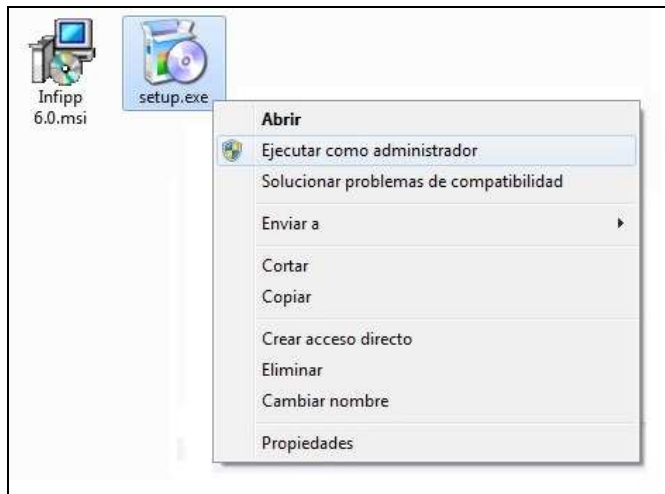 Infipp
6.0.msi
setup.exe
Abrir
Ejecutar como administrador
Solucionar problemas de compatibilidad
Enviar a
Cortar
Copiar
Crear acceso directo
Eliminar
Cambiar nombre
Propiedades